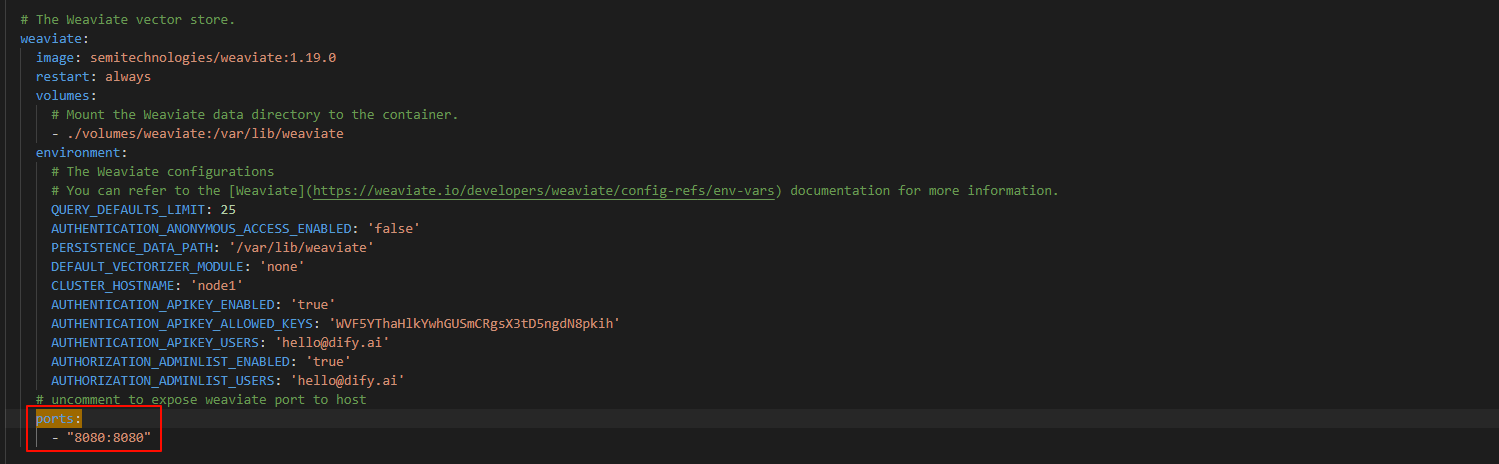 # The Weaviate vector store.
weaviate:
image: semitechnologies/weaviate:1.19.0
restart: always
volumes:
# Mount the Weaviate data directory to the container.
- ./volumes/weaviate:/var/lib/weaviate
environment:
# The Weaviate configurations
# You can refer to the [Weaviate](https://weaviate.io/developers/weaviate/config-refs/env-vars) documentation for more information.
QUERY_DEFAULTS_LIMIT: 25
AUTHENTICATION_ANONYMOUS_ACCESS_ENABLED: 'false'
PERSISTENCE_DATA_PATH: '/var/lib/weaviate'
DEFAULT_VECTORIZER_MODULE: 'none'
CLUSTER_HOSTNAME: 'node1'
AUTHENTICATION_APIKEY_ENABLED: 'true'
AUTHENTICATION_APIKEY_ALLOWED_KEYS: 'WVF5YThaHlkYwhGUSmCRgsX3tD5ngdN8pkih'
AUTHENTICATION_APIKEY_USERS: 'hello@dify.ai'
AUTHORIZATION_ADMINLIST_ENABLED: 'true'
AUTHORIZATION_ADMINLIST_USERS: 'hello@dify.ai'
# uncomment to expose weaviate port to host
ports:
- "8080:8080"